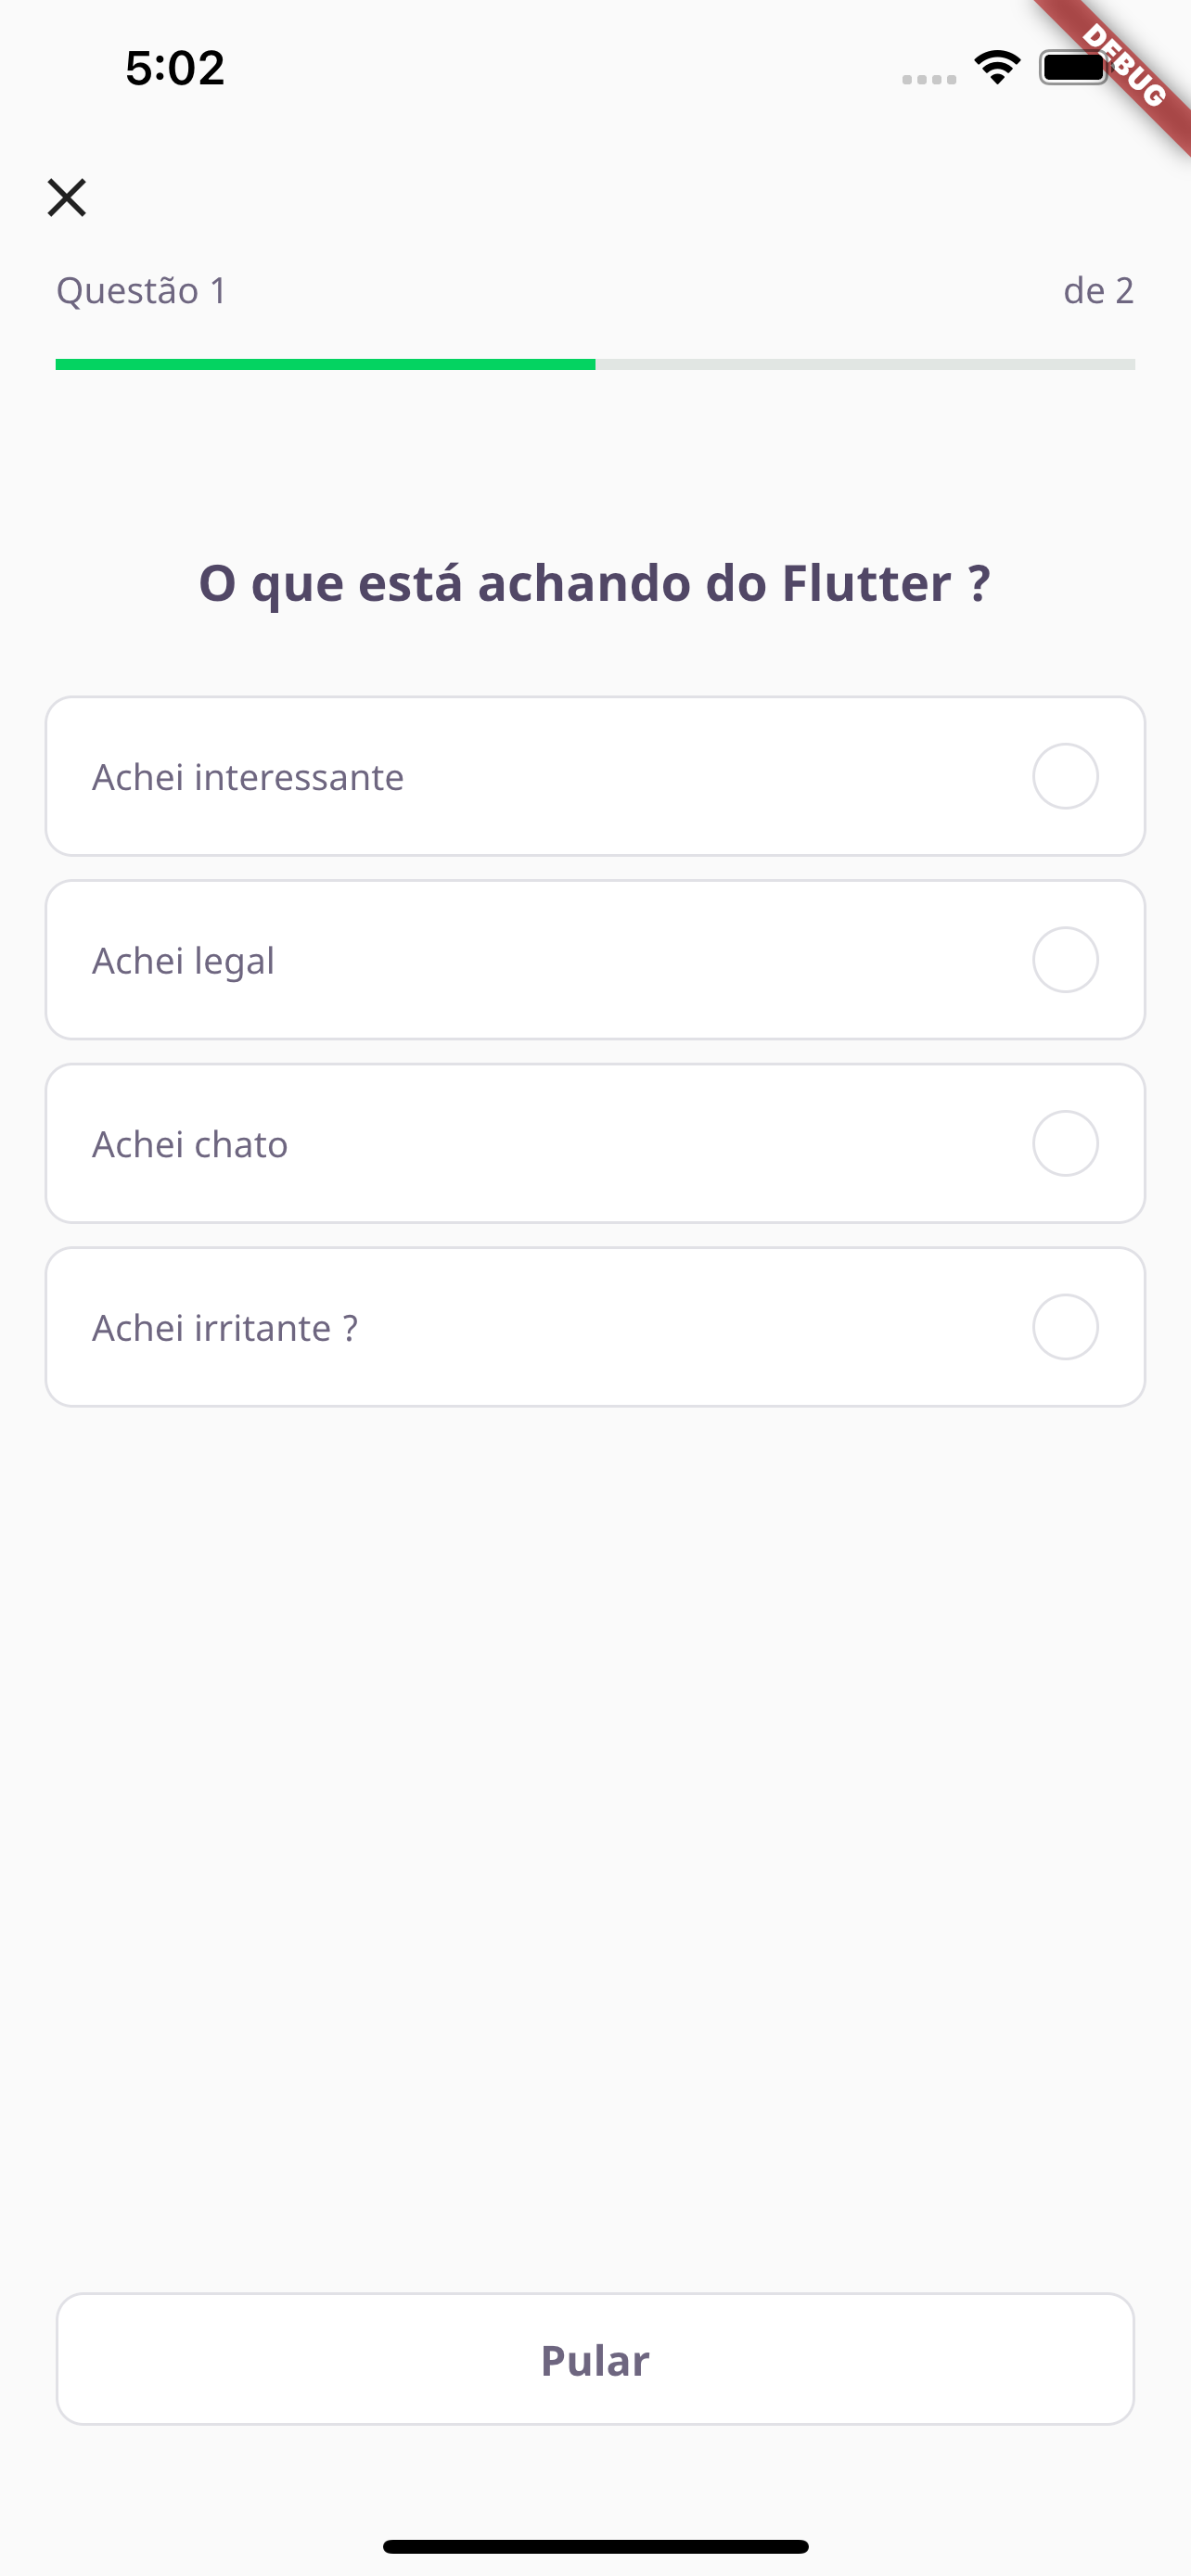 5:02
DEBUG
Questão 1
de 2
O que está achando do Flutter ?
Achei interessante
Achei legal
Achei chato
Achei irritante ?
Pular